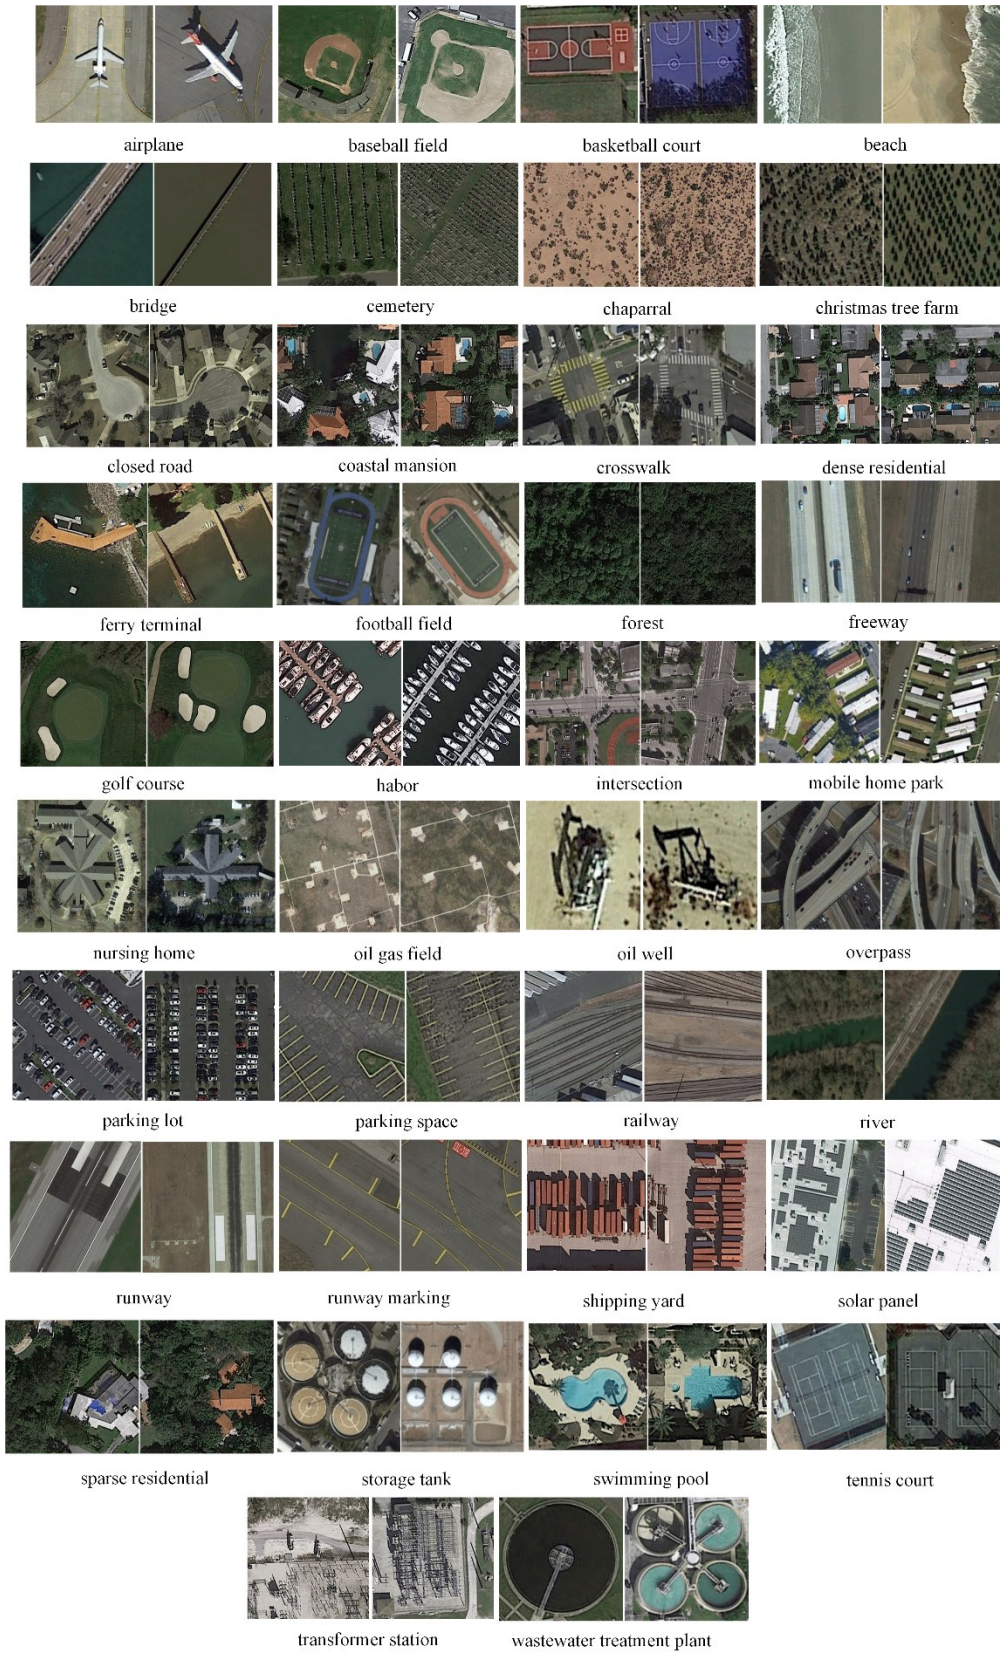 airplane
baseball field
basketball court
beach
bridge
cemetery
chaparral
christmas tree farm
closed road
coastal mansion
crosswalk
dense residential
ferry terminal
football field
forest
freeway
golf course
habor
intersection
mobile home park
nursing home
oil gas field
oil well
overpass
parking lot
parking space
railway
river
runway
runway marking
shipping yard
solar panel
sparse residential
storage tank
swimming pool
tennis court
transformer station
wastewater treatment plant